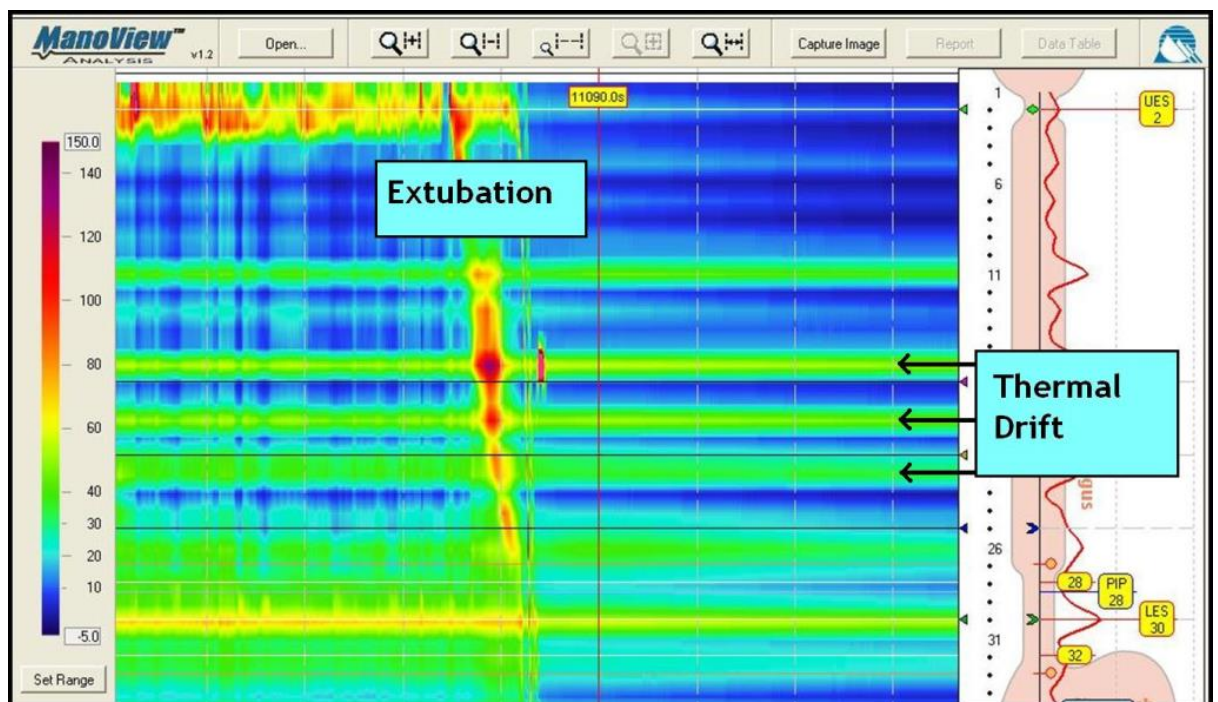 ManoView™
ANALYSIS
v1.2
Open...
Capture Image
Report
Data Table
11090.0s
150.0
140
120
100
80
60
40
30
20
10
-5.0
Set Range
Extubation
Thermal
Drift
1
6
11
26
31
UES
2
gus
28
PIP
28
LES
30
32